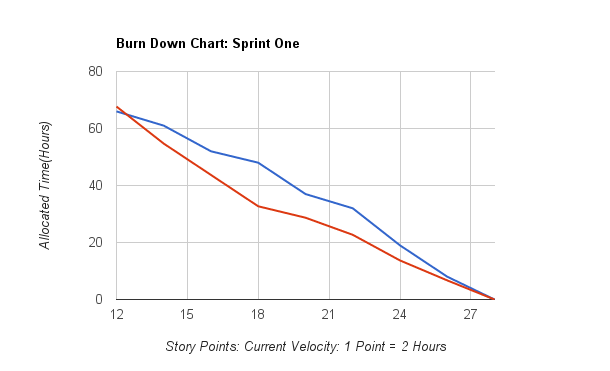 Burn Down Chart: Sprint One
80
60
40
20
0
Allocated Time(Hours)
12 15 18 21 24 27
Story Points: Current Velocity: 1 Point = 2 Hours